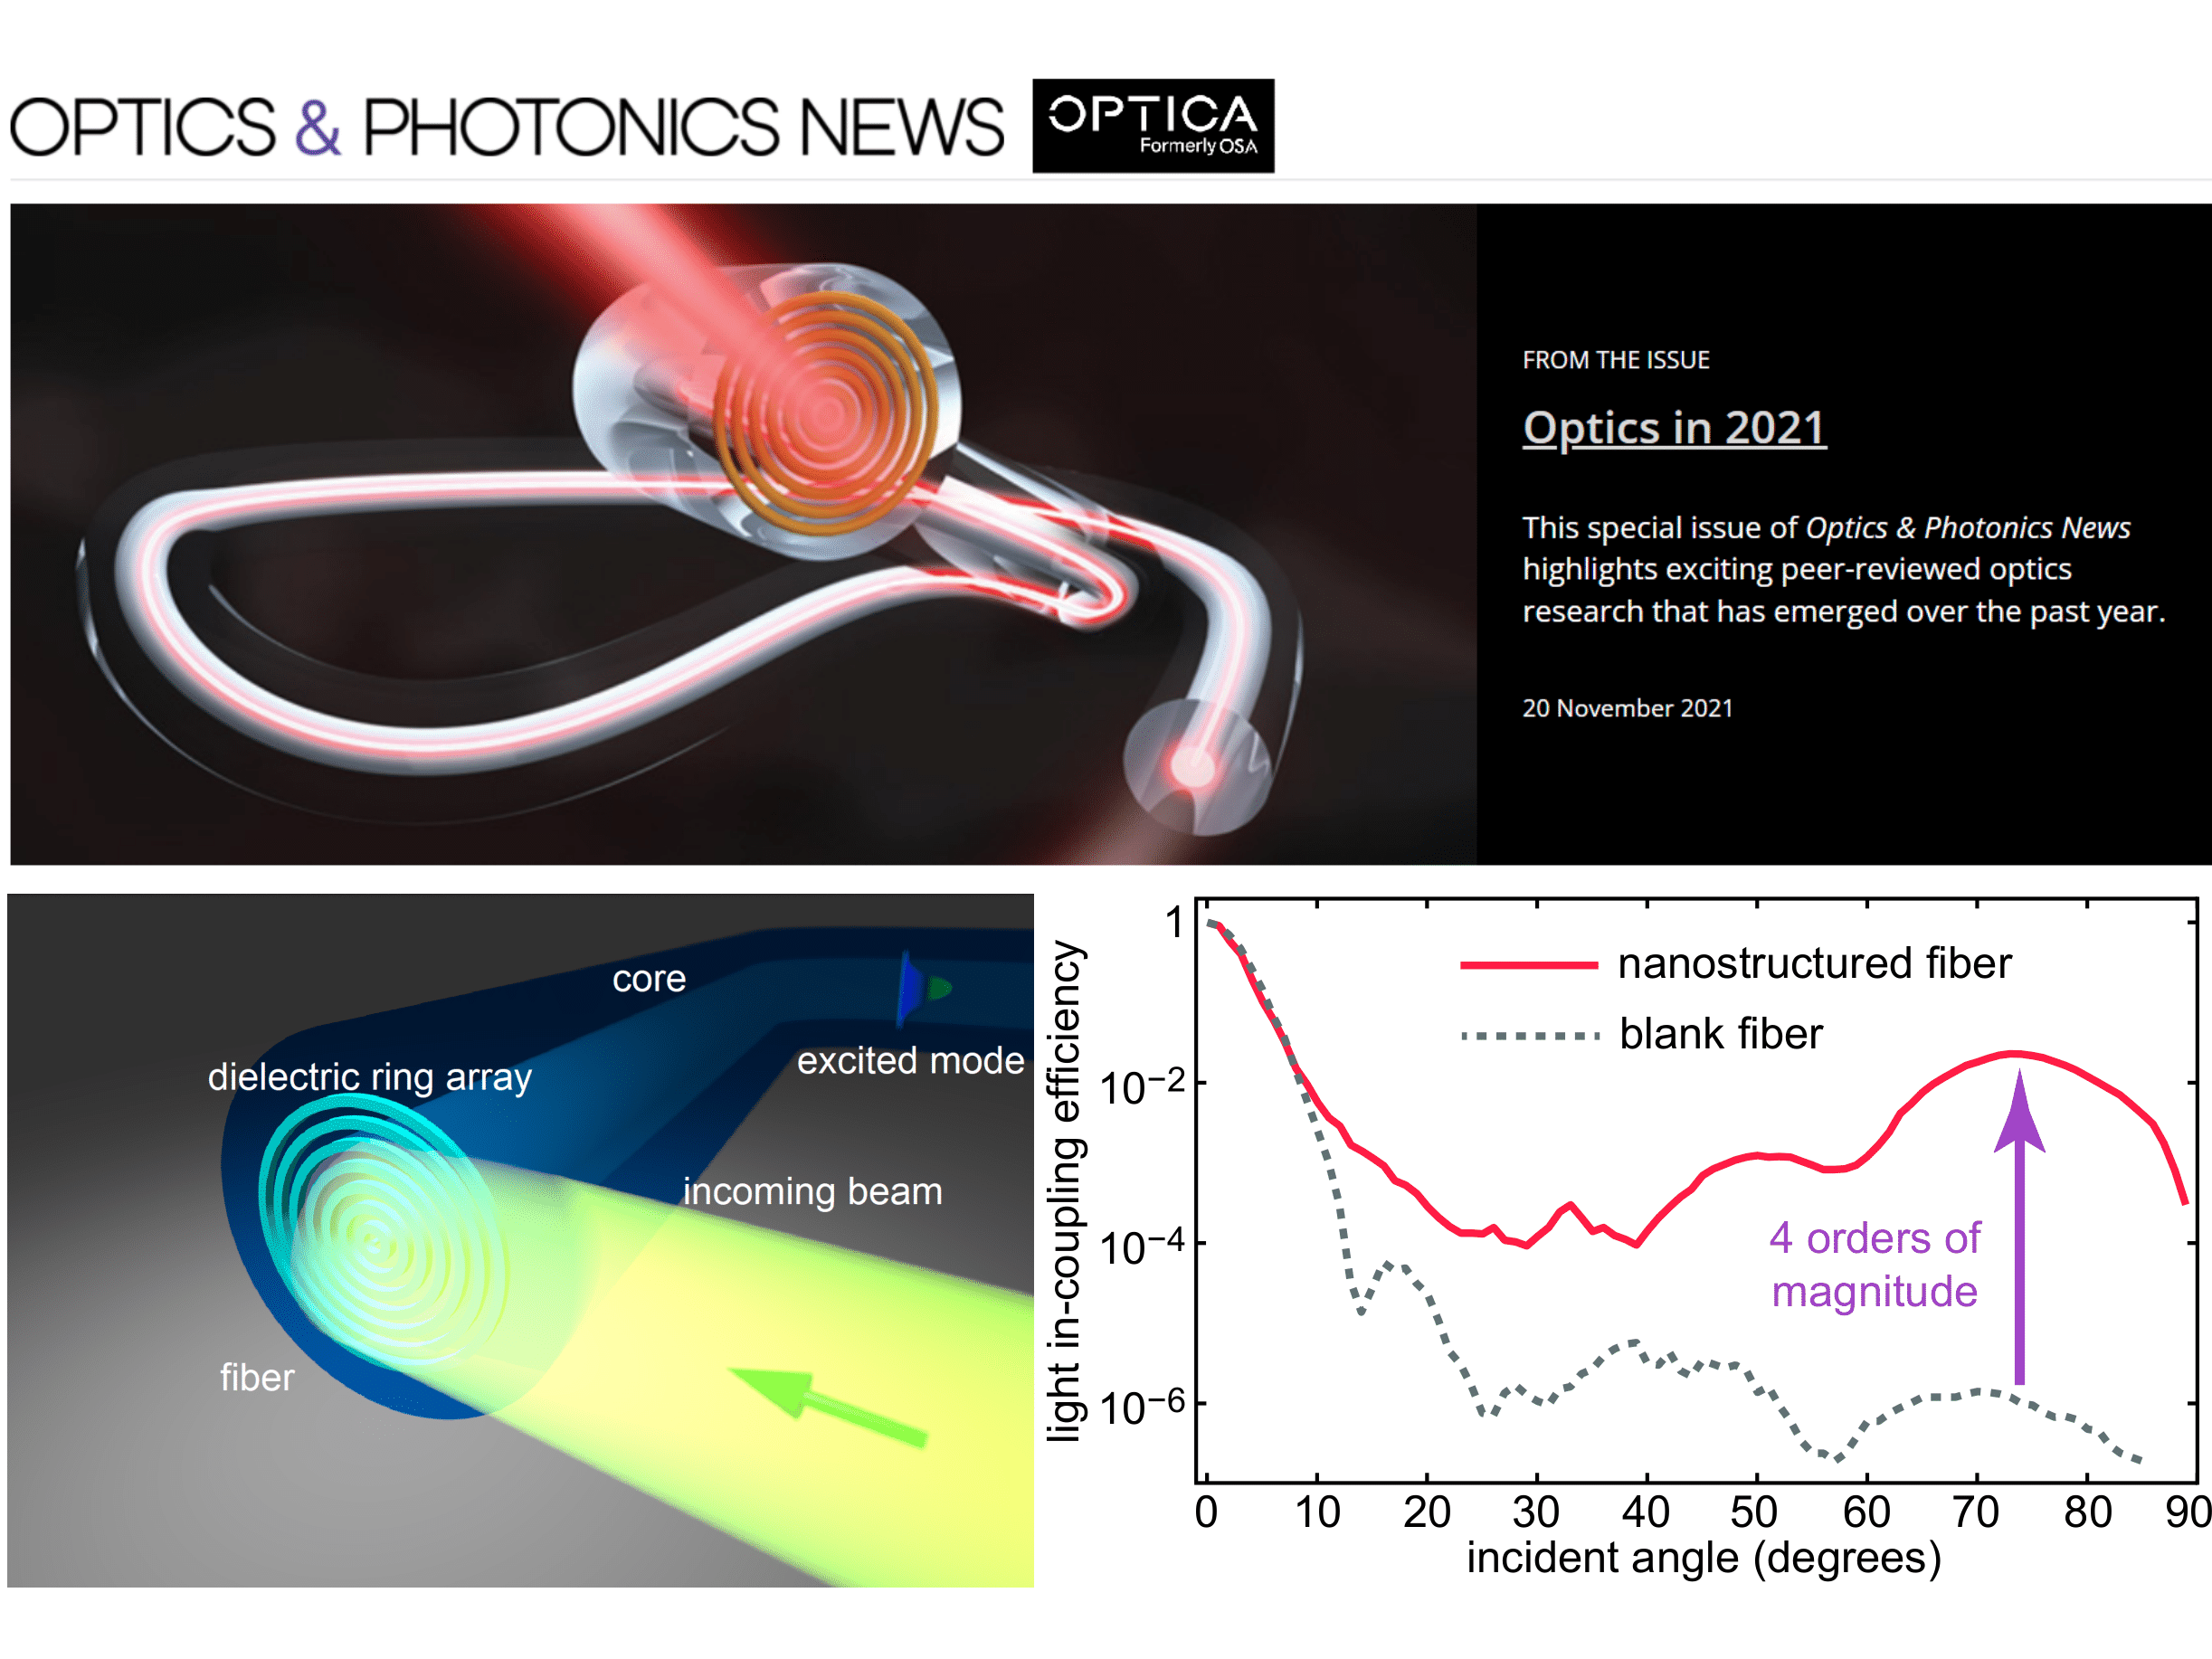 OPTICS & PHOTONICS NEWS
OPTICA
Formerly OSA
FROM THE ISSUE
Optics in 2021
This special issue of Optics & Photonics News
highlights exciting peer-reviewed optics
research that has emerged over the past year.
20 November 2021
core
excited mode
dielectric ring array
incoming beam
fiber
light in-coupling efficiency
1
10⁻²
10⁻⁴
10⁻⁶
nanostructured fiber
blank fiber
4 orders of
magnitude
0 10 20 30 40 50 60 70 80 90
incident angle (degrees)